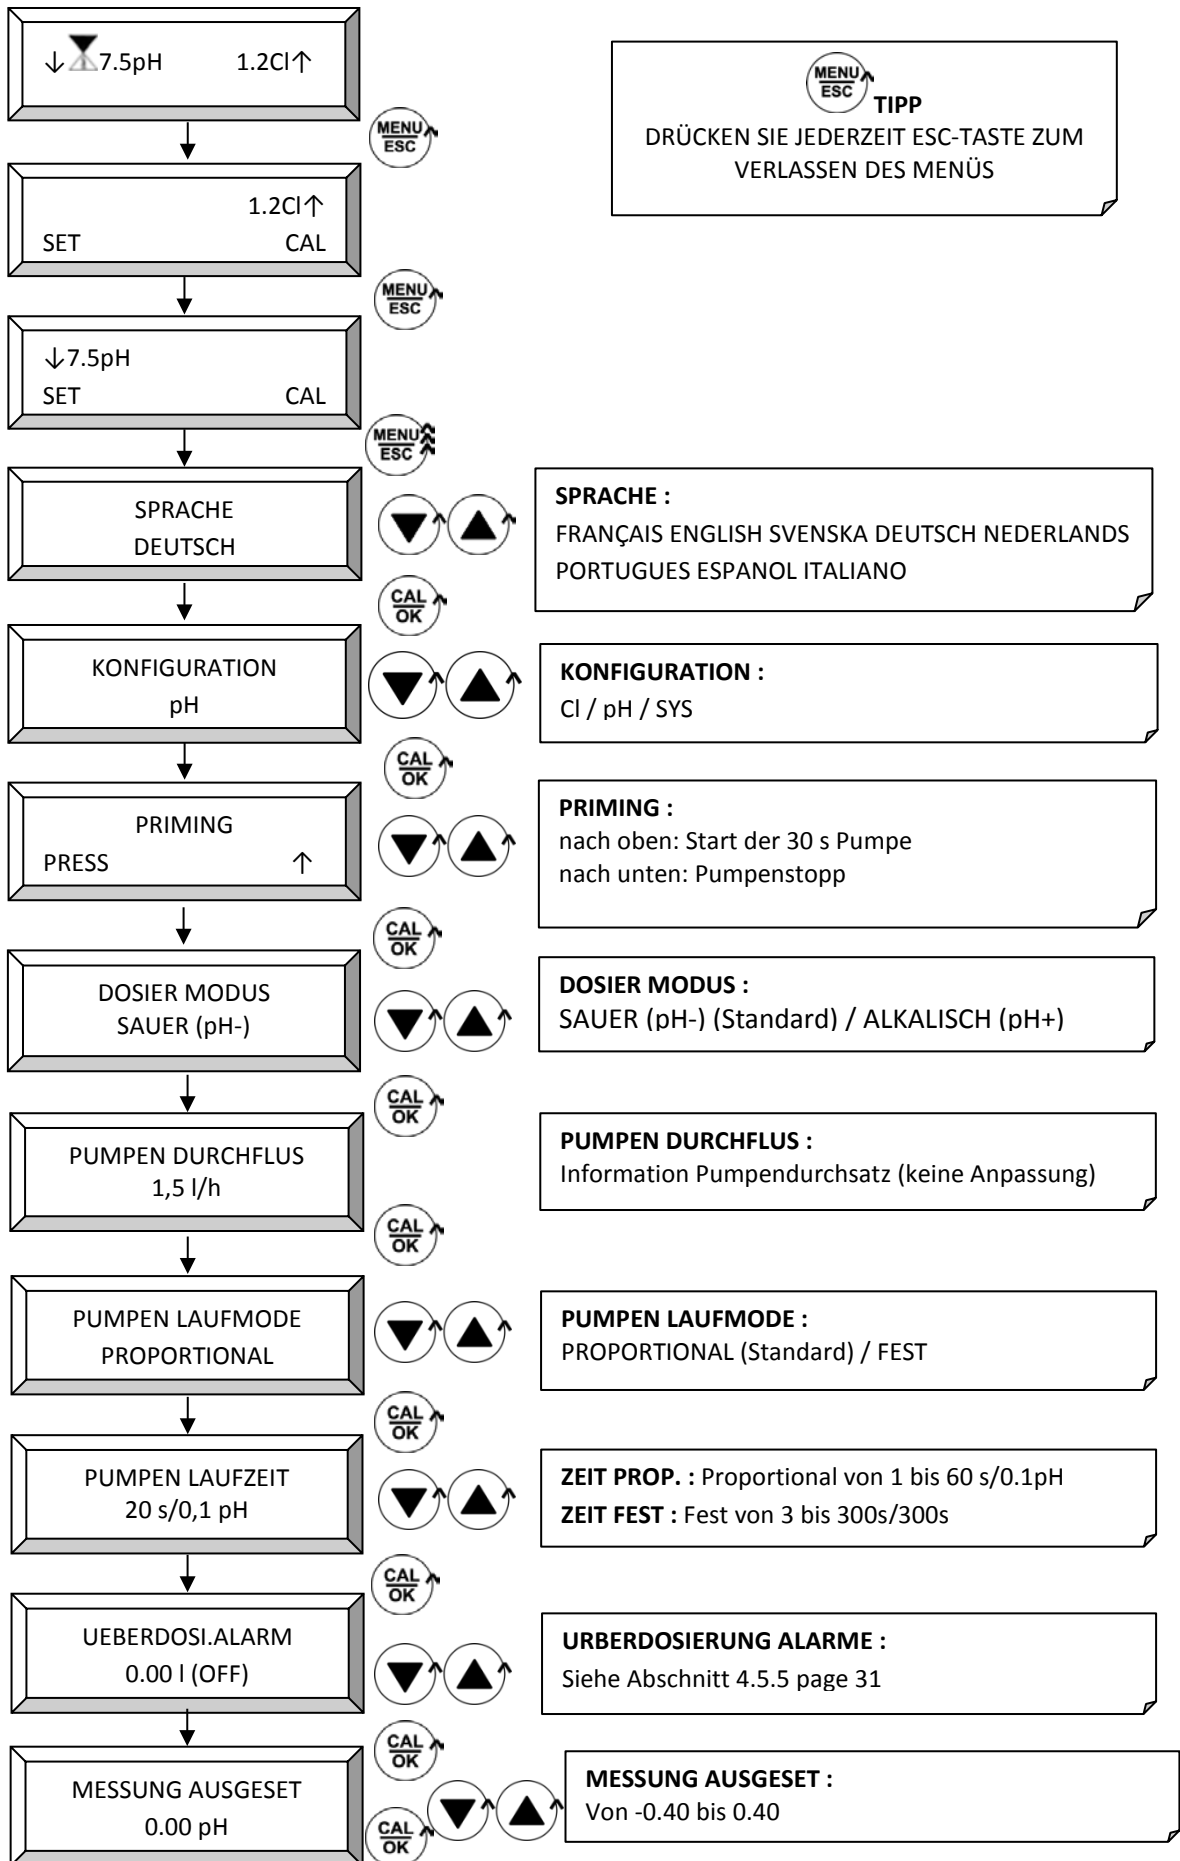 ↓ 7.5pH 1.2Cl↑
MENU
ESC
MENU
ESC TIPP
DRÜCKEN SIE JEDERZEIT ESC-TASTE ZUM
VERLASSEN DES MENÜS
1.2Cl↑
SET CAL
MENU
ESC
↓7.5pH
SET CAL
MENU
ESC
SPRACHE
DEUTSCH
SPRACHE :
FRANÇAIS ENGLISH SVENSKA DEUTSCH NEDERLANDS
PORTUGUES ESPANOL ITALIANO
CAL
OK
KONFIGURATION
pH
KONFIGURATION :
Cl / pH / SYS
CAL
OK
PRIMING
PRESS ↑
PRIMING :
nach oben: Start der 30 s Pumpe
nach unten: Pumpenstopp
CAL
OK
DOSIER MODUS
SAUER (pH-)
DOSIER MODUS :
SAUER (pH-) (Standard) / ALKALISCH (pH+)
CAL
OK
PUMPEN DURCHFLUS
1,5 l/h
PUMPEN DURCHFLUS :
Information Pumpendurchsatz (keine Anpassung)
CAL
OK
PUMPEN LAUFMODE
PROPORTIONAL
PUMPEN LAUFMODE :
PROPORTIONAL (Standard) / FEST
CAL
OK
PUMPEN LAUFZEIT
20 s/0,1 pH
ZEIT PROP. : Proportional von 1 bis 60 s/0.1pH
ZEIT FEST : Fest von 3 bis 300s/300s
CAL
OK
UEBERDOSI.ALARM
0.00 l (OFF)
URBERDOSIERUNG ALARME :
Siehe Abschnitt 4.5.5 page 31
CAL
OK
MESSUNG AUSGESET
0.00 pH
MESSUNG AUSGESET :
Von -0.40 bis 0.40
CAL
OK